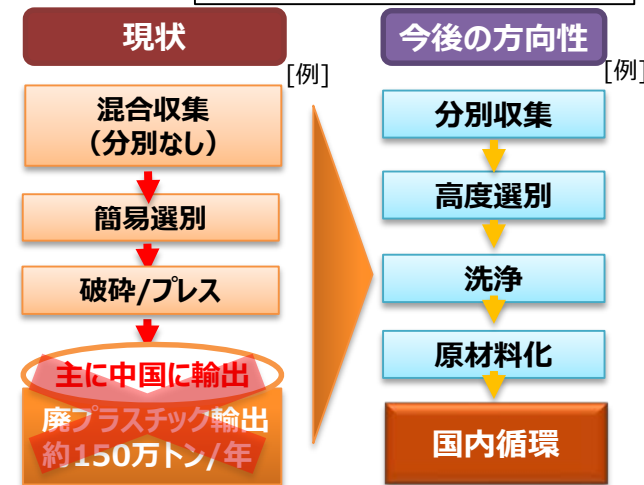 現状
[例]
混合収集
（分別なし）
簡易選別
破砕/プレス
主に中国に輸出
廃プラスチック輸出
約150万トン/年
今後の方向性
[例]
分別収集
高度選別
洗浄
原材料化
国内循環